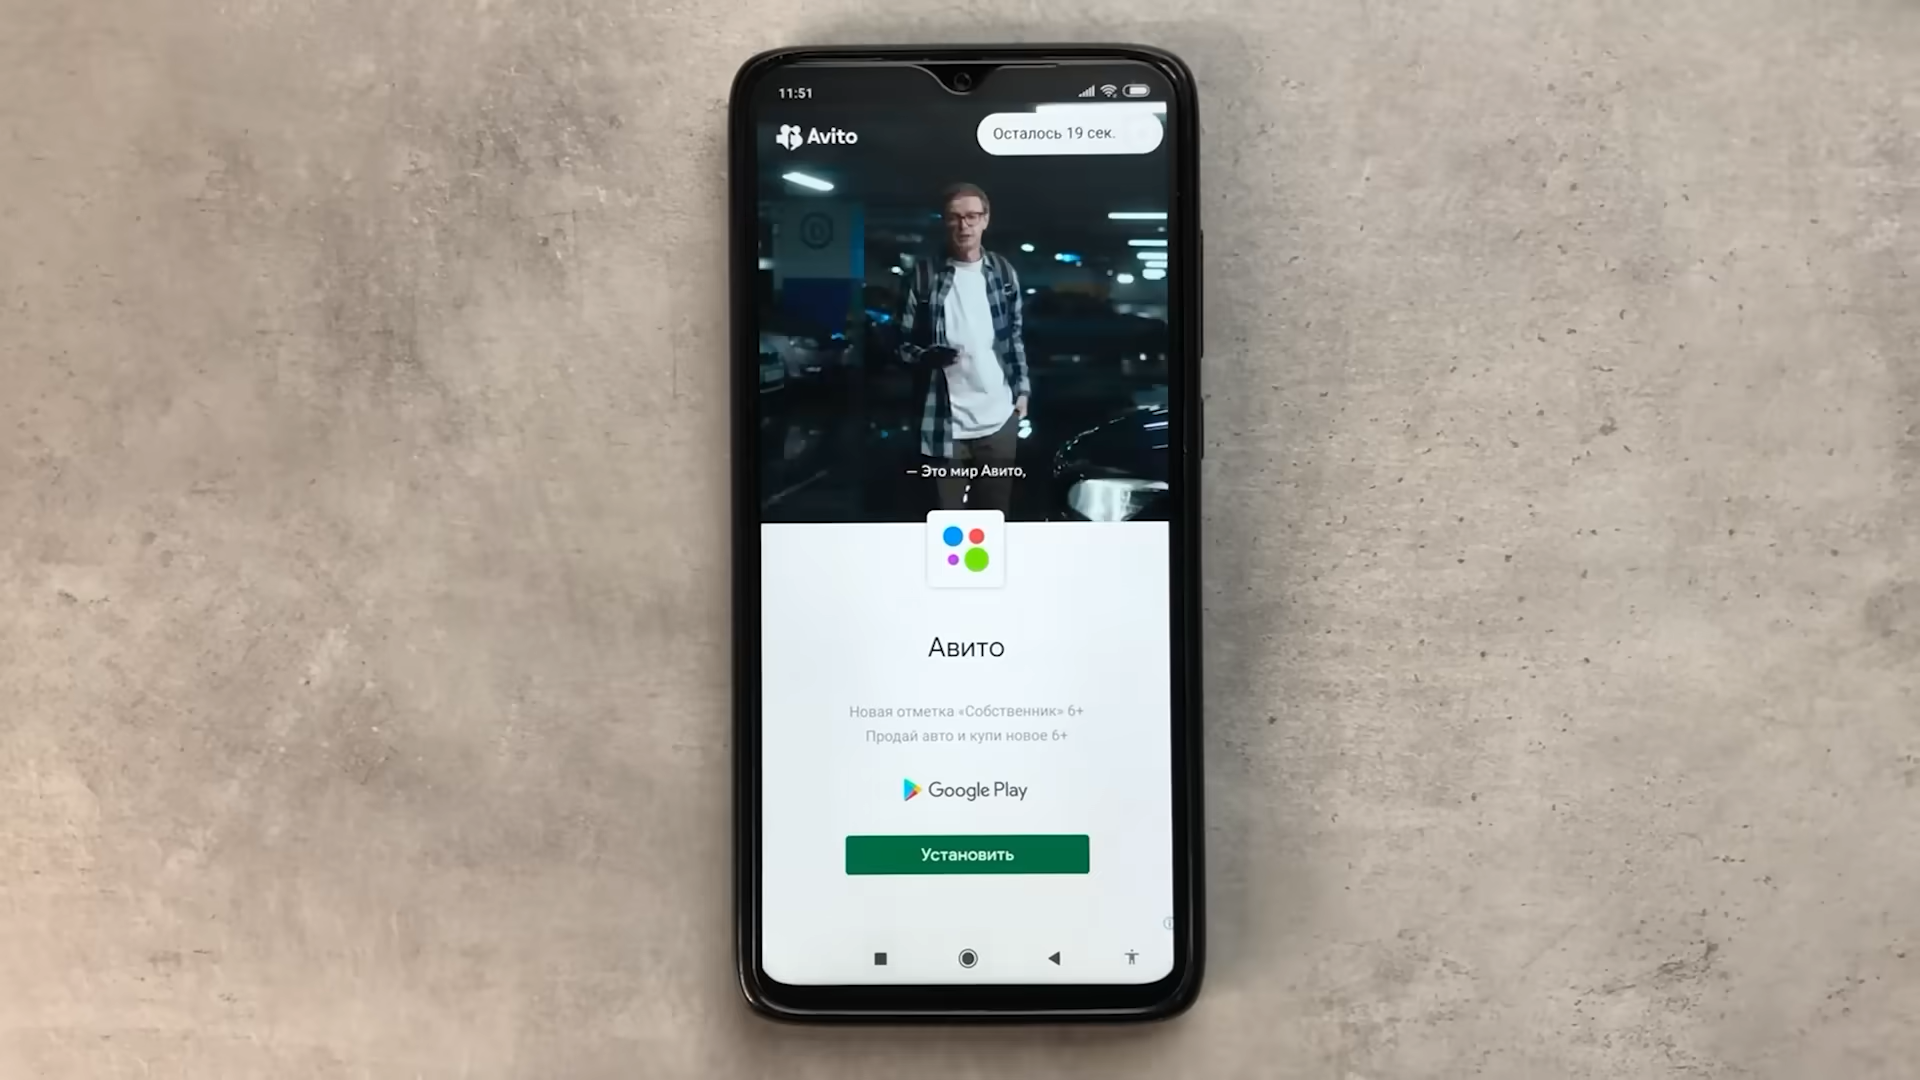 11:51
Avito
Осталось 19 сек.
— Это мир Авито,
Авито
Новая отметка «Собственник» 6+
Продай авто и купи новое 6+
Google Play
Установить